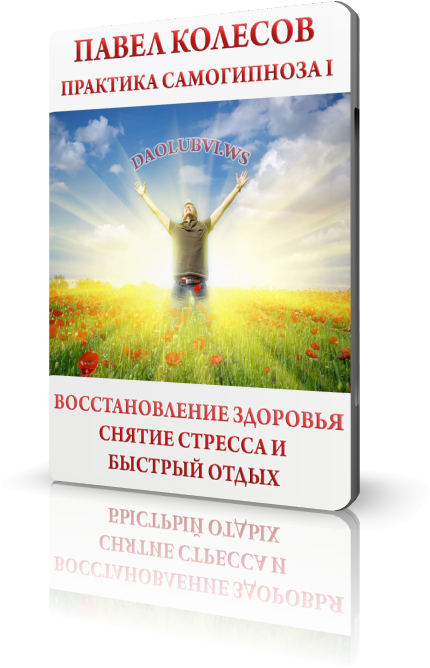 ПАВЕЛ КОЛЕСОВ
ПРАКТИКА САМОГИПНОЗА I
DAOLUBVI.WS
ВОССТАНОВЛЕНИЕ ЗДОРОВЬЯ
СНЯТИЕ СТРЕССА И
БЫСТРЫЙ ОТДЫХ